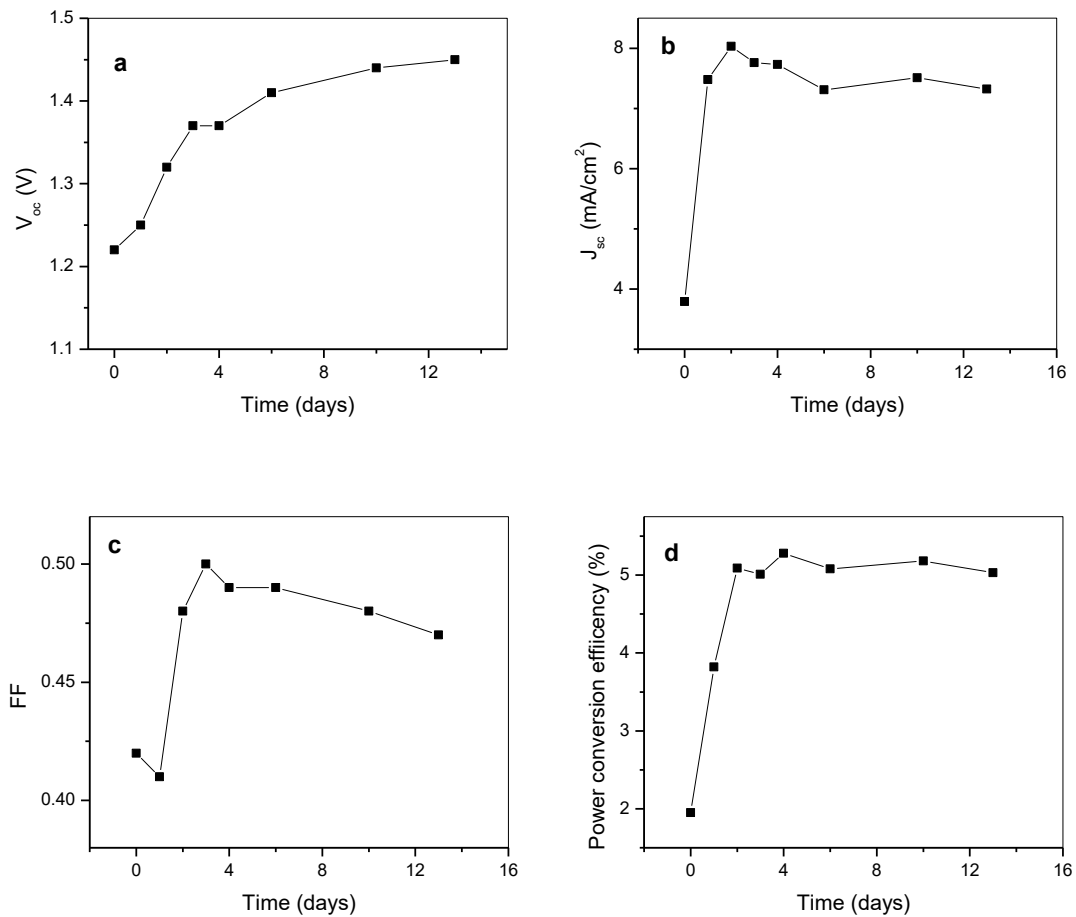 a
1.5
1.4
1.3
1.2
1.1
V_oc (V)
0 4 8 12
Time (days)
b
8
6
4
J_sc (mA/cm²)
0 4 8 12 16
Time (days)
c
0.50
0.45
0.40
FF
0 4 8 12 16
Time (days)
d
5
4
3
2
Power conversion effiicency (%)
0 4 8 12 16
Time (days)